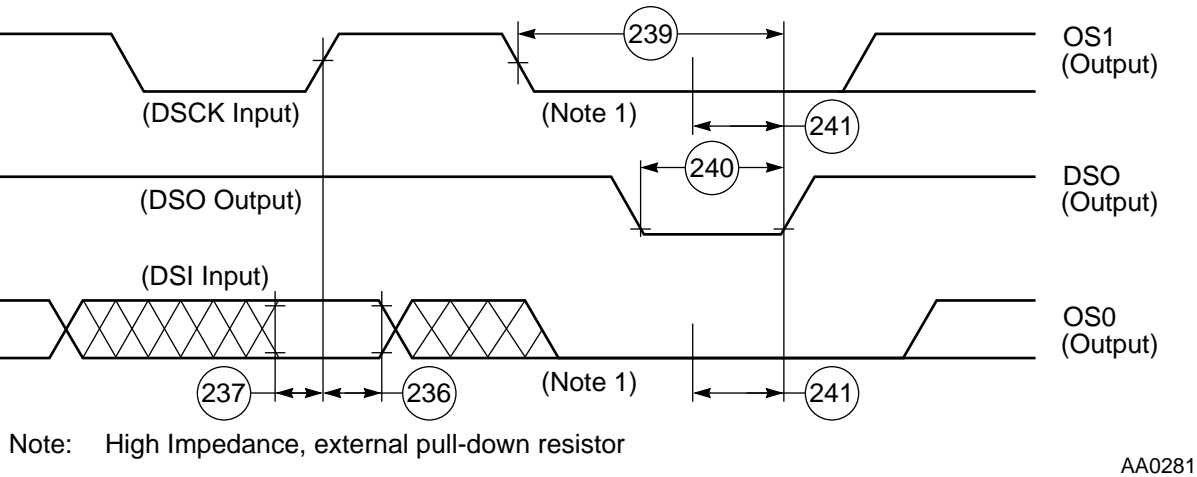 239
OS1
(Output)
(DSCK Input)
(Note 1)
241
240
DSO
(Output)
(DSO Output)
(DSI Input)
OS0
(Output)
237
236
(Note 1)
241
Note: High Impedance, external pull-down resistor
AA0281